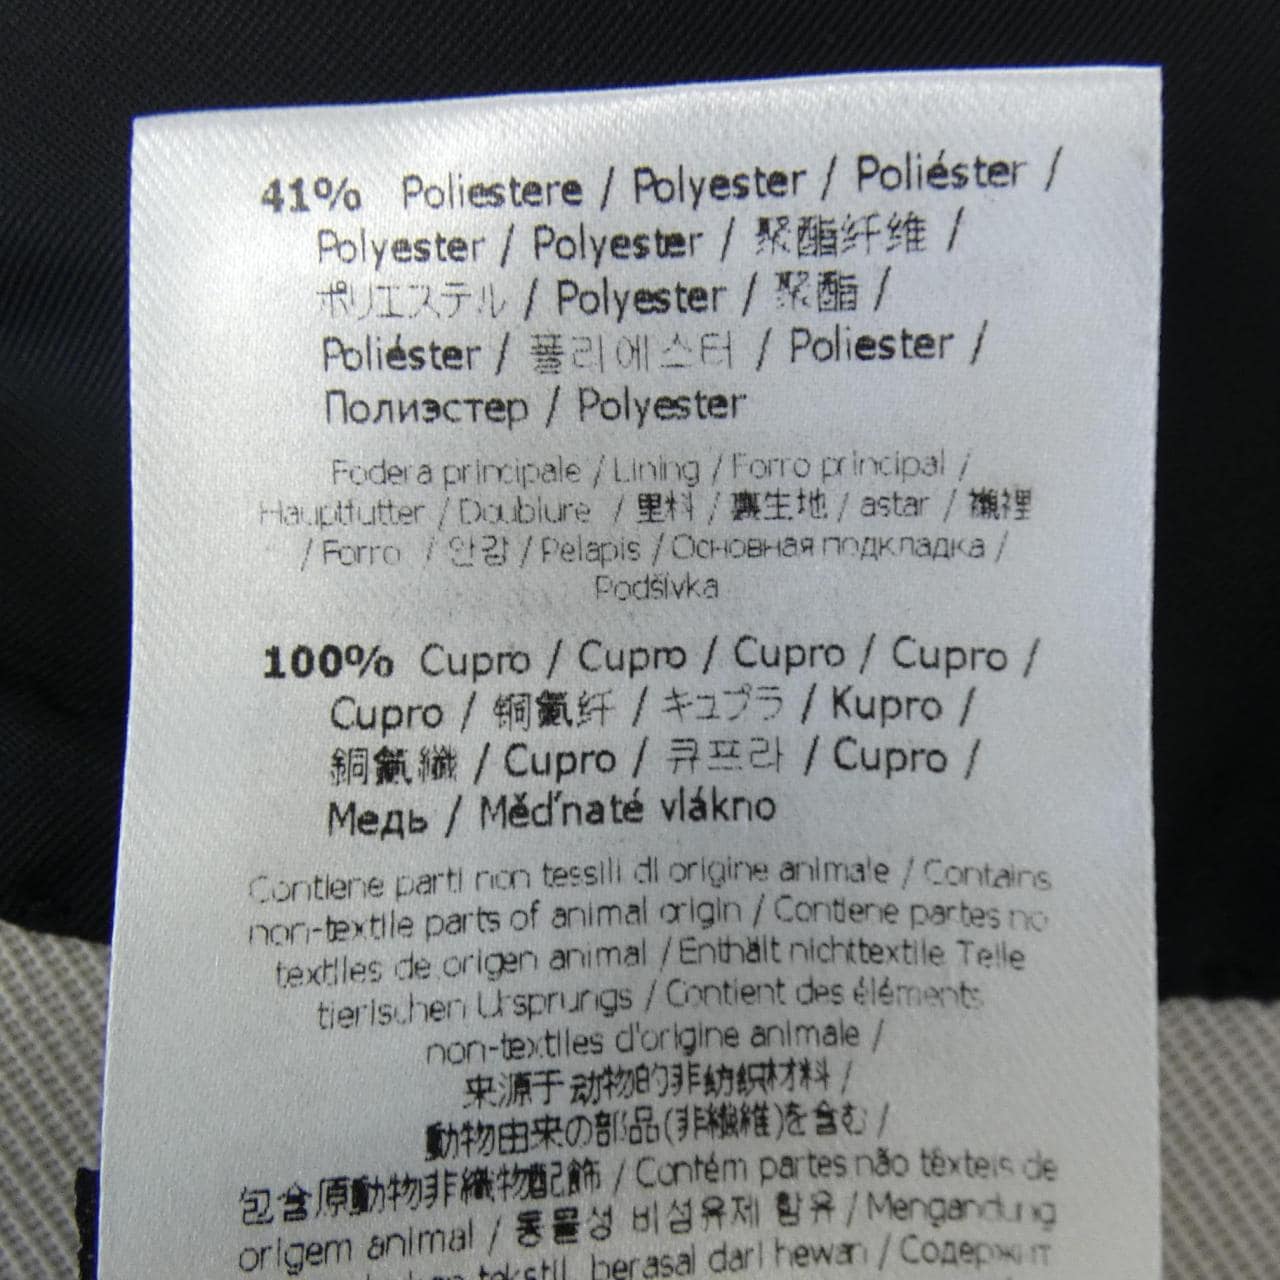 41% Poliestere / Polyester / Poliéster /
Polyester / Polyester / 聚酯纤维 /
ポリエステル / Polyester / 聚酯 /
Poliéster / 폴리에스터 / Poliester /
Полиэстер / Polyester
Fodera principale / Lining / Forro principal /
Hauptfutter / Doublure / 里料 / 裏生地 / astar / 襯裡
/ Forro / 안감 / Pelapis / Основная подкладка /
Podšívka
100% Cupro / Cupro / Cupro / Cupro /
Cupro / 铜氨纤 / キュプラ / Kupro /
銅氨纖 / Cupro / 큐프라 / Cupro /
Медь / Měďnaté vlákno
Contiene parti non tessili di origine animale / Contains
non-textile parts of animal origin / Contiene partes no
textiles de origen animal / Enthält nichttextile Teile
tierischen Ursprungs / Contient des éléments
non-textiles d'origine animale /
来源于动物的非纺织材料 /
動物由来の部品(非繊維)を含む /
包含原動物非織物配飾 / Contém partes não têxteis de
origem animal / 동물성 비섬유제 함유 / Mengandung
tekstil, berasal dari hewan / Содержит